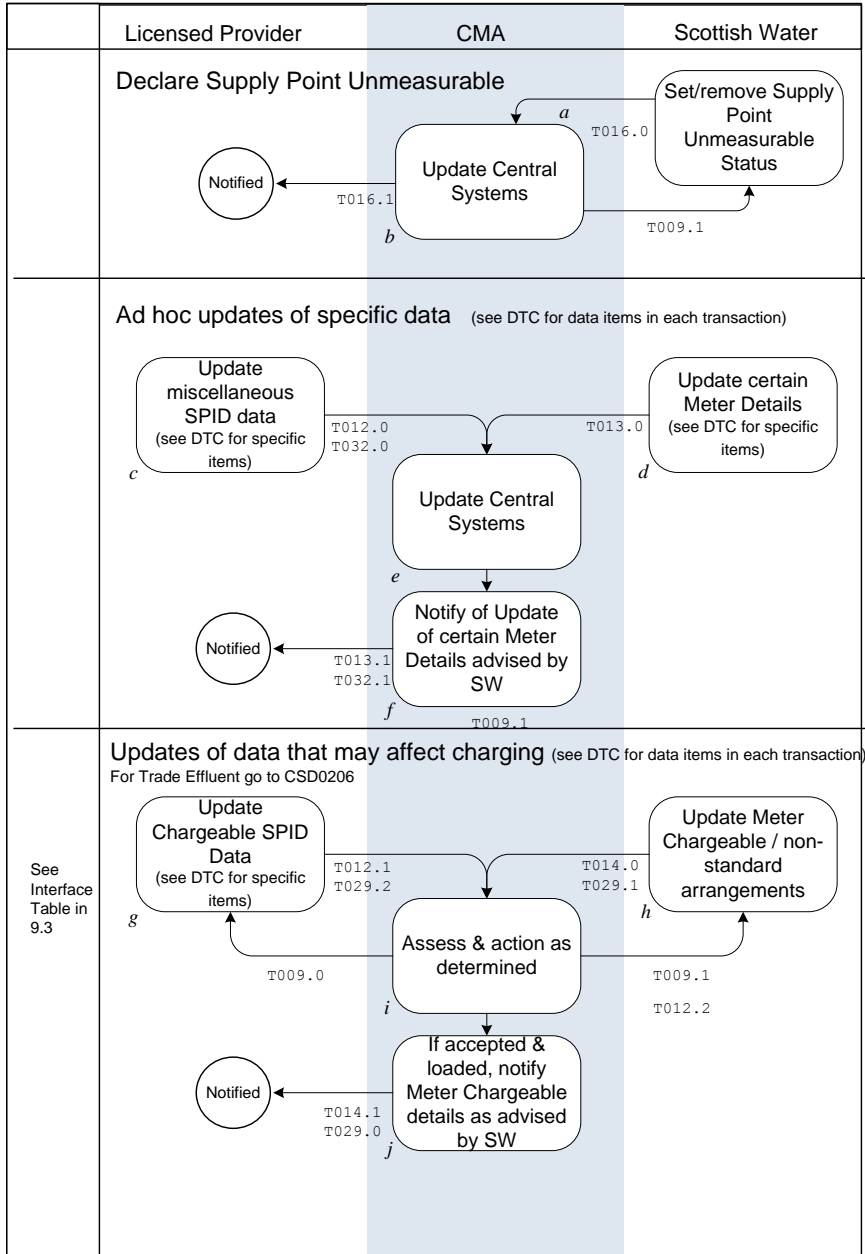 Licensed Provider
CMA
Scottish Water
Declare Supply Point Unmeasurable
Set/remove Supply
Point
Unmeasurable
Status
a
T016.0
Update Central
Systems
Notified
T016.1
b
T009.1
Ad hoc updates of specific data (see DTC for data items in each transaction)
Update
miscellaneous
SPID data
(see DTC for specific
items)
c
T012.0
T032.0
Update certain
Meter Details
(see DTC for specific
items)
T013.0
d
Update Central
Systems
e
Notify of Update
of certain Meter
Details advised by
SW
Notified
T013.1
T032.1
f
T009.1
Updates of data that may affect charging (see DTC for data items in each transaction)
For Trade Effluent go to CSD0206
See
Interface
Table in
9.3
Update
Chargeable SPID
Data
(see DTC for specific
items)
g
T012.1
T029.2
Update Meter
Chargeable / non-
standard
arrangements
T014.0
T029.1
h
Assess & action as
determined
T009.0
i
T009.1
T012.2
If accepted &
loaded, notify
Meter Chargeable
details as advised
by SW
Notified
T014.1
T029.0
j